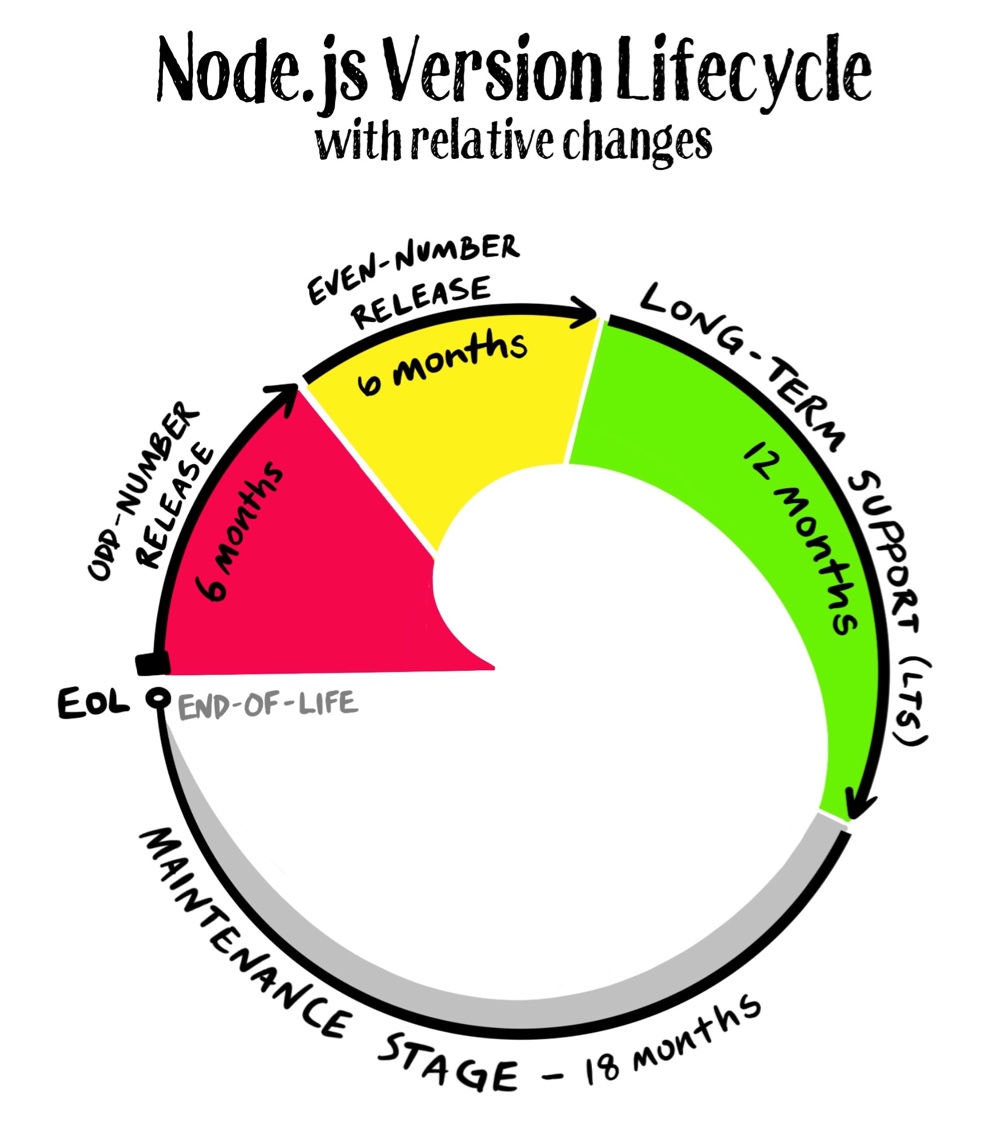 Node.js Version Lifecycle
with relative changes
EVEN-NUMBER
RELEASE
6 months
LONG-TERM SUPPORT (LTS)
12 months
ODD-NUMBER
RELEASE
6 months
EOL
END-OF-LIFE
MAINTENANCE STAGE - 18 months